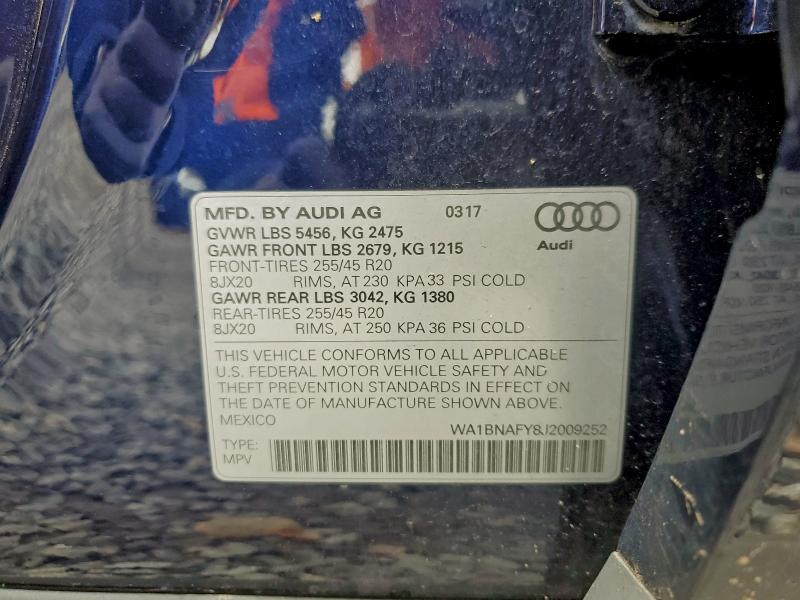 MFD. BY AUDI AG 0317
GVWR LBS 5456, KG 2475
GAWR FRONT LBS 2679, KG 1215
Audi
FRONT-TIRES 255/45 R20
8JX20 RIMS, AT 230 KPA 33 PSI COLD
GAWR REAR LBS 3042, KG 1380
REAR-TIRES 255/45 R20
8JX20 RIMS, AT 250 KPA 36 PSI COLD
THIS VEHICLE CONFORMS TO ALL APPLICABLE
U.S. FEDERAL MOTOR VEHICLE SAFETY AND
THEFT PREVENTION STANDARDS IN EFFECT ON
THE DATE OF MANUFACTURE SHOWN ABOVE.
MEXICO
WA1BNAFY8J2009252
TYPE:
MPV